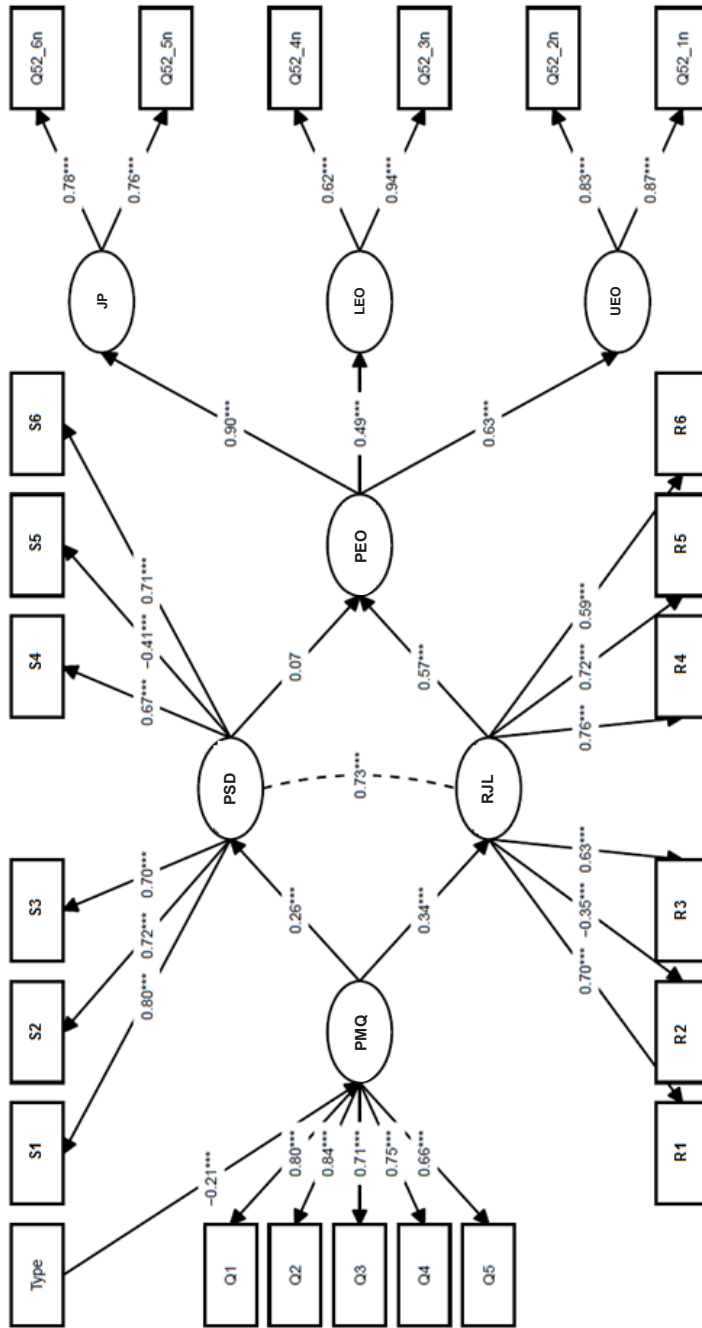 Type
S1
S2
S3
S4
S5
S6
Q52_6n
Q52_5n
Q52_4n
Q52_3n
Q52_2n
Q52_1n
Q1
Q2
Q3
Q4
Q5
R1
R2
R3
R4
R5
R6
PMQ
PSD
RJL
PEO
JP
LEO
UEO
−0.21***
0.80***
0.84***
0.71***
0.75***
0.66***
0.80***
0.72***
0.70***
0.67***
−0.41***
0.71***
0.26***
0.34***
0.73***
0.07
0.57***
0.70***
−0.35***
0.63***
0.76***
0.72***
0.59***
0.90***
0.49***
0.63***
0.78***
0.76***
0.62***
0.94***
0.83***
0.87***